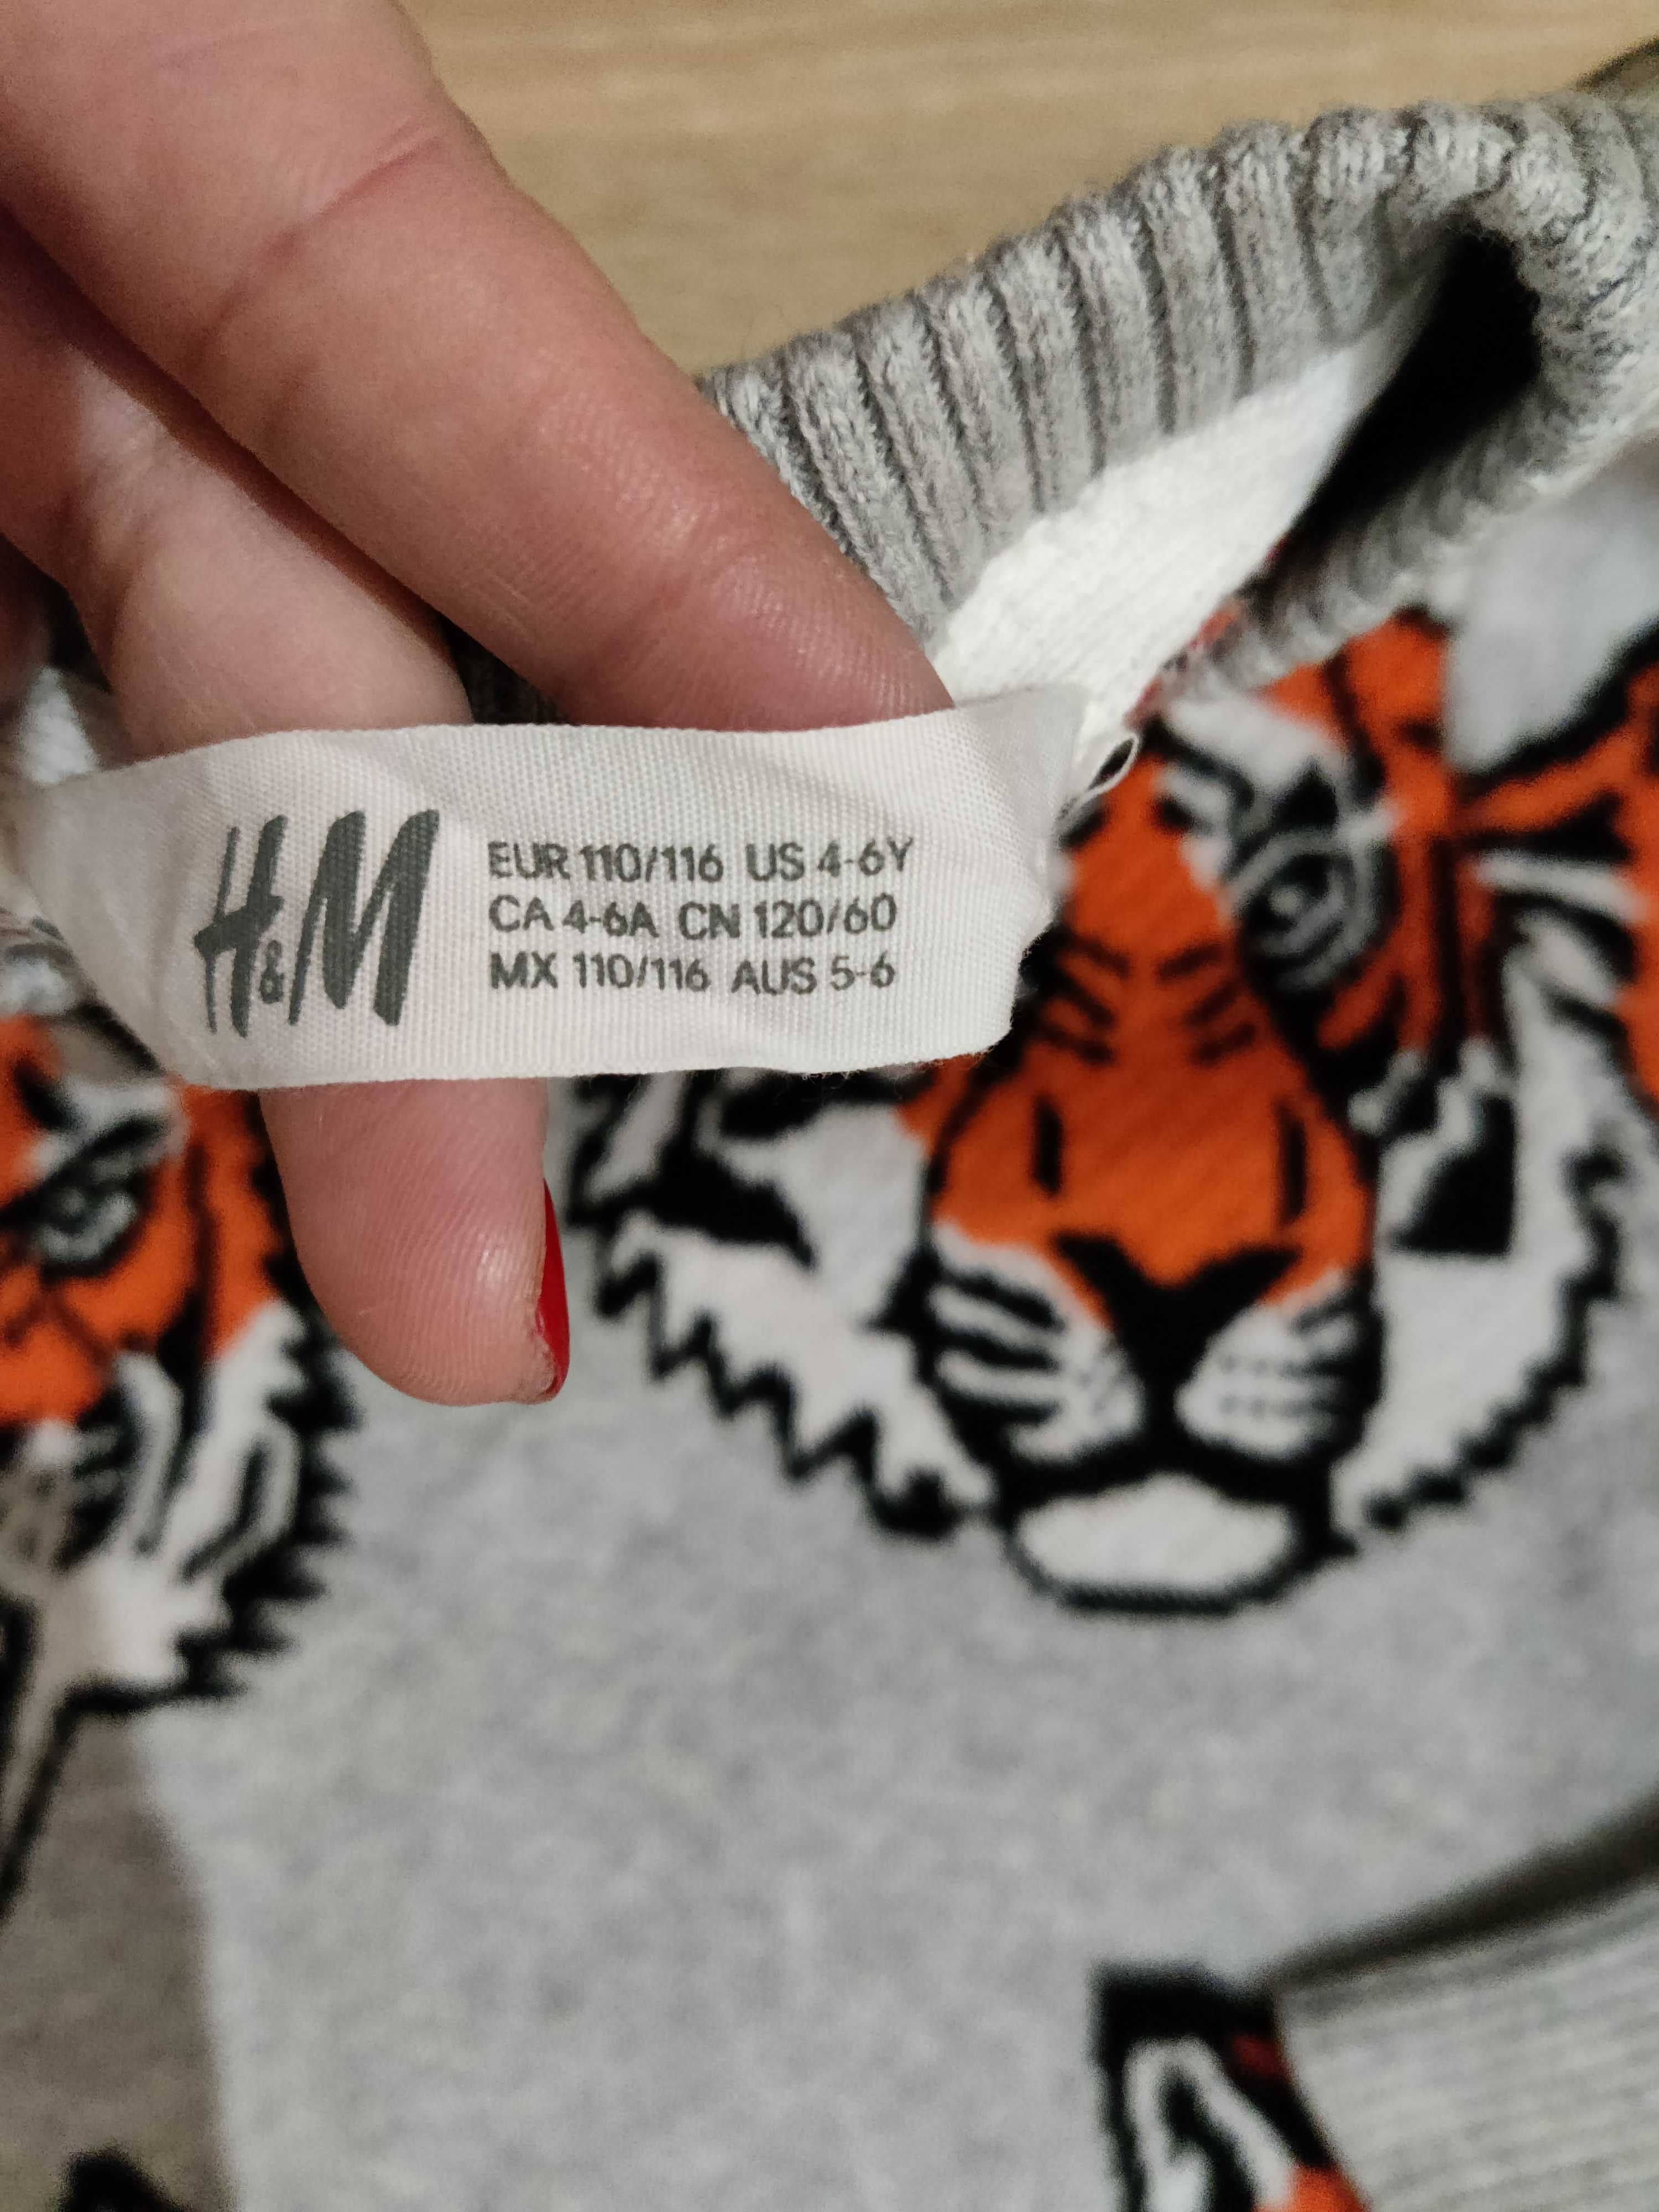 H&M
EUR 110/116 US 4-6Y
CA 4-6A CN 120/60
MX 110/116 AUS 5-6